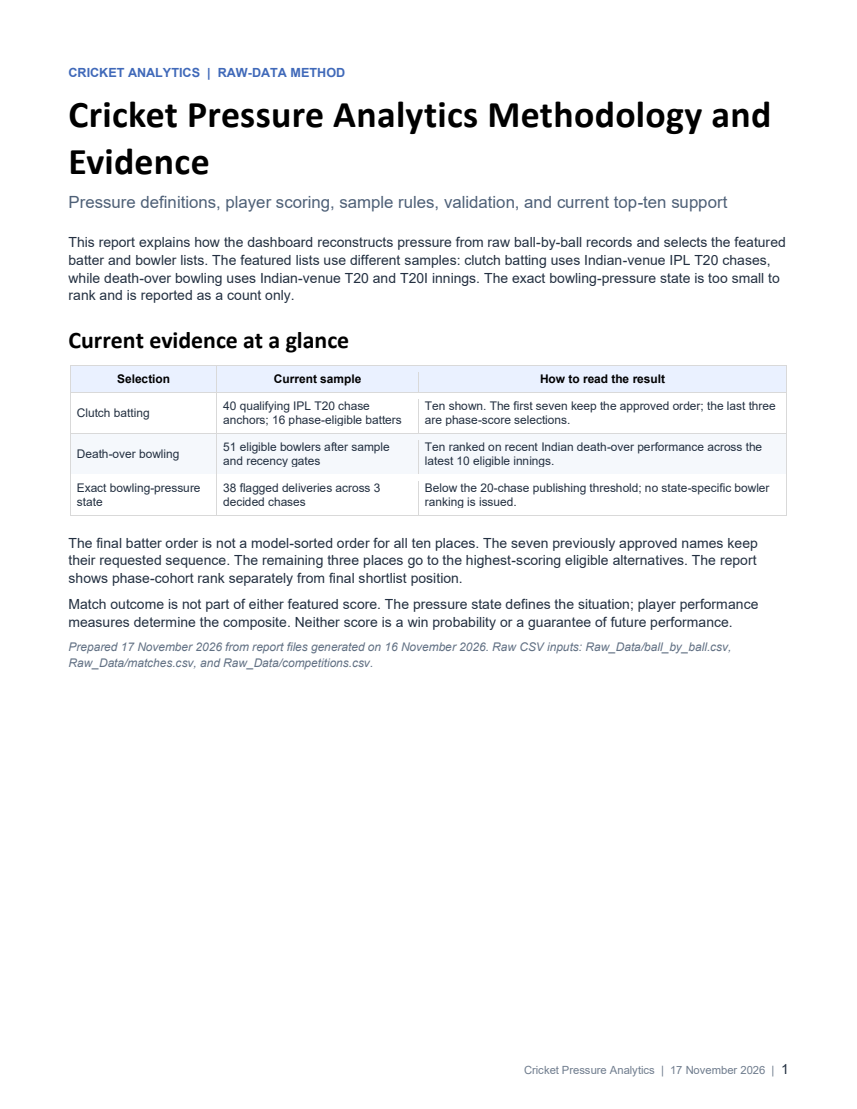 CRICKET ANALYTICS | RAW-DATA METHOD
Cricket Pressure Analytics Methodology and
Evidence
Pressure definitions, player scoring, sample rules, validation, and current top-ten support
This report explains how the dashboard reconstructs pressure from raw ball-by-ball records and selects the featured
batter and bowler lists. The featured lists use different samples: clutch batting uses Indian-venue IPL T20 chases,
while death-over bowling uses Indian-venue T20 and T20I innings. The exact bowling-pressure state is too small to
rank and is reported as a count only.
Current evidence at a glance
Selection
Current sample
How to read the result
Clutch batting
40 qualifying IPL T20 chase
anchors; 16 phase-eligible batters
Ten shown. The first seven keep the approved order; the last three
are phase-score selections.
Death-over bowling
51 eligible bowlers after sample
and recency gates
Ten ranked on recent Indian death-over performance across the
latest 10 eligible innings.
Exact bowling-pressure
state
38 flagged deliveries across 3
decided chases
Below the 20-chase publishing threshold; no state-specific bowler
ranking is issued.
The final batter order is not a model-sorted order for all ten places. The seven previously approved names keep
their requested sequence. The remaining three places go to the highest-scoring eligible alternatives. The report
shows phase-cohort rank separately from final shortlist position.
Match outcome is not part of either featured score. The pressure state defines the situation; player performance
measures determine the composite. Neither score is a win probability or a guarantee of future performance.
Prepared 17 November 2026 from report files generated on 16 November 2026. Raw CSV inputs: Raw_Data/ball_by_ball.csv,
Raw_Data/matches.csv, and Raw_Data/competitions.csv.
Cricket Pressure Analytics | 17 November 2026 | 1